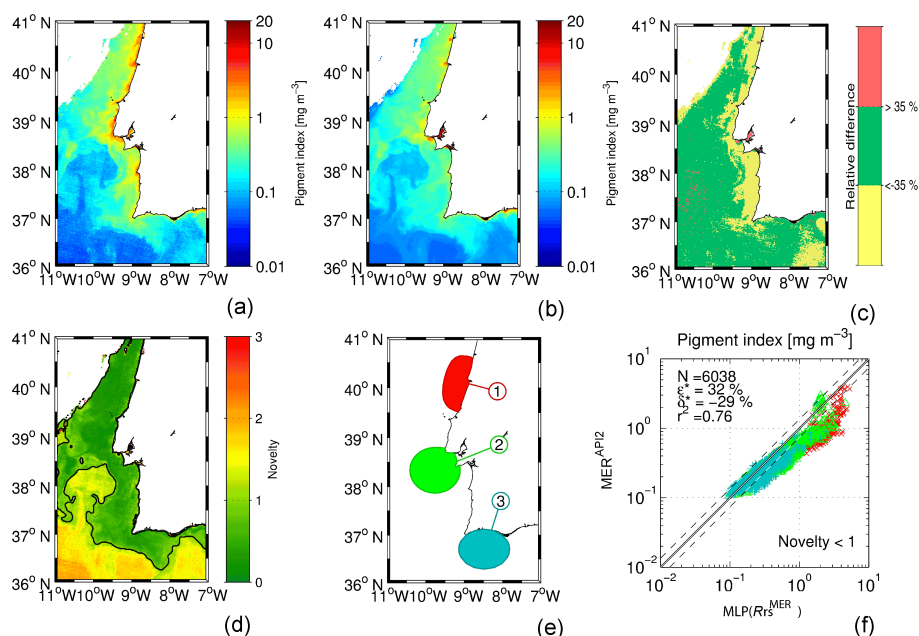 41° N
40° N
39° N
38° N
37° N
36° N
11°W10°W 9°W 8°W 7°W
20
10
1
0.1
0.01
Pigment index [mg m⁻³]
(a)
41° N
40° N
39° N
38° N
37° N
36° N
11°W10°W 9°W 8°W 7°W
20
10
1
0.1
0.01
Pigment index [mg m⁻³]
(b)
41° N
40° N
39° N
38° N
37° N
36° N
11°W10°W 9°W 8°W 7°W
Relative difference
> 35 %
<-35 %
(c)
41° N
40° N
39° N
38° N
37° N
36° N
11°W10°W 9°W 8°W 7°W
3
2
1
0
Novelty
(d)
41° N
40° N
39° N
38° N
37° N
36° N
11°W10°W 9°W 8°W 7°W
1
2
3
(e)
Pigment index [mg m⁻³]
10¹
10⁰
10⁻¹
10⁻²
MER^API2
N =6038
= 32 %
= −29 %
r²=0.76
Novelty < 1
10⁻² 10⁻¹ 10⁰ 10¹
MLP(Rrs^MER)
(f)